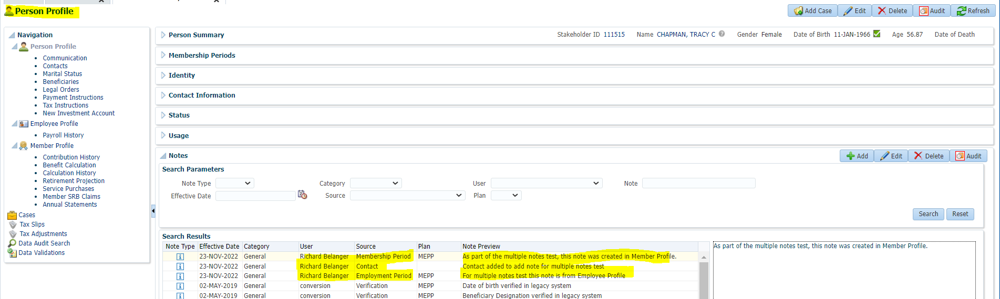 Person Profile
Add Case Edit Delete Audit Refresh
Navigation
Person Profile
Communication
Contacts
Marital Status
Beneficiaries
Legal Orders
Payment Instructions
Tax Instructions
New Investment Account
Employee Profile
Payroll History
Member Profile
Contribution History
Benefit Calculation
Calculation History
Retirement Projection
Service Purchases
Member SRB Claims
Annual Statements
Cases
Tax Slips
Tax Adjustments
Data Audit Search
Data Validations
Person Summary Stakeholder ID 111515 Name CHAPMAN, TRACY C Gender Female Date of Birth 11-JAN-1966 Age 56.87 Date of Death
Membership Periods
Identity
Contact Information
Status
Usage
Notes Add Edit Delete Audit
Search Parameters
Note Type Category User Note
Effective Date Source Plan
Search Reset
Search Results
Note Type Effective Date Category User Source Plan Note Preview
23-NOV-2022 General Richard Belanger Membership Period MEPP As part of the multiple notes test, this note was created in Member Profile.
23-NOV-2022 General Richard Belanger Contact Contact added to add note for multiple notes test
23-NOV-2022 General Richard Belanger Employment Period MEPP For multiple notes test this note is from Employee Profile
02-MAY-2019 General conversion Verification MEPP Date of birth verified in legacy system
02-MAY-2019 General conversion Verification MEPP Beneficiary Designation verified in legacy system
As part of the multiple notes test, this note was created in Member Profile.